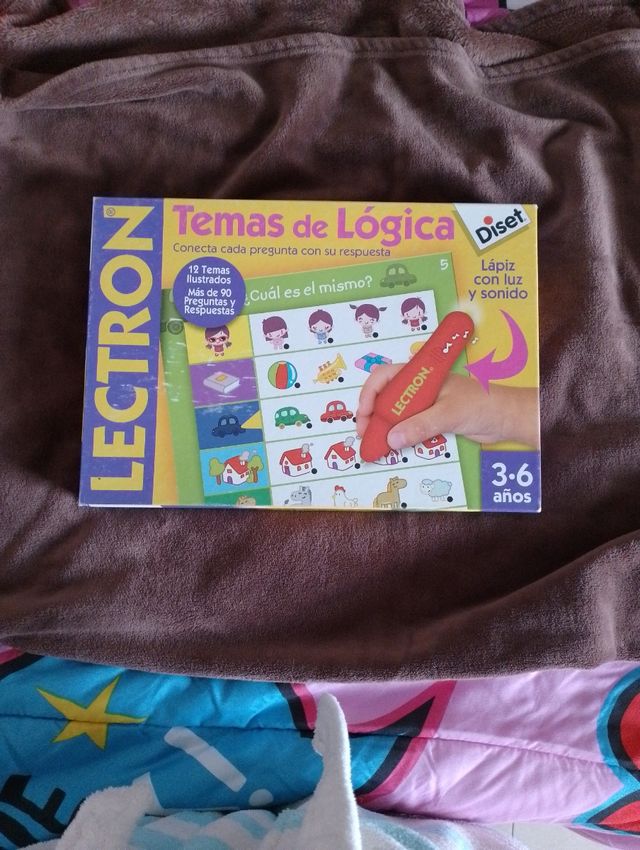 LECTRON®
Temas de Lógica
Conecta cada pregunta con su respuesta
Diset
12 Temas
Ilustrados
Más de 90
Preguntas y
Respuestas
¿Cuál es el mismo?
5
Lápiz
con luz
y sonido
LECTRON®
3•6
años